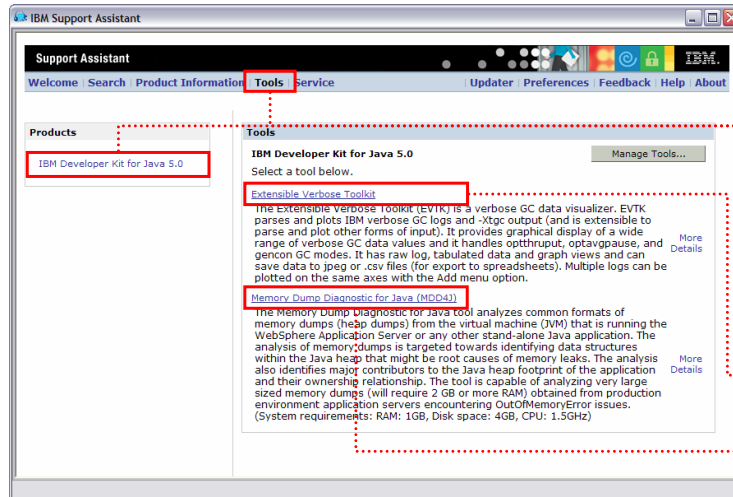 IBM Support Assistant
Support Assistant
IBM.
Welcome | Search | Product Information | Tools | Service
Updater | Preferences | Feedback | Help | About
Products
IBM Developer Kit for Java 5.0
Tools
IBM Developer Kit for Java 5.0
Manage Tools...
Select a tool below.
Extensible Verbose Toolkit
The Extensible Verbose Toolkit (EVTK) is a verbose GC data visualizer. EVTK
parses and plots IBM verbose GC logs and -Xtgc output (and is extensible to
parse and plot other forms of input). It provides graphical display of a wide
range of verbose GC data values and it handles optthruput, optavgpause, and
gencon GC modes. It has raw log, tabulated data and graph views and can
save data to jpeg or .csv files (for export to spreadsheets). Multiple logs can be
plotted on the same axes with the Add menu option.
More
Details
Memory Dump Diagnostic for Java (MDD4J)
The Memory Dump Diagnostic for Java tool analyzes common formats of
memory dumps (heap dumps) from the virtual machine (JVM) that is running the
WebSphere Application Server or any other stand-alone Java application. The
analysis of memory dumps is targeted towards identifying data structures
within the Java heap that might be root causes of memory leaks. The analysis
also identifies major contributors to the Java heap footprint of the application
and their ownership relationship. The tool is capable of analyzing very large
sized memory dumps (will require 2 GB or more RAM) obtained from production
environment application servers encountering OutOfMemoryError issues.
(System requirements: RAM: 1GB, Disk space: 4GB, CPU: 1.5GHz)
More
Details